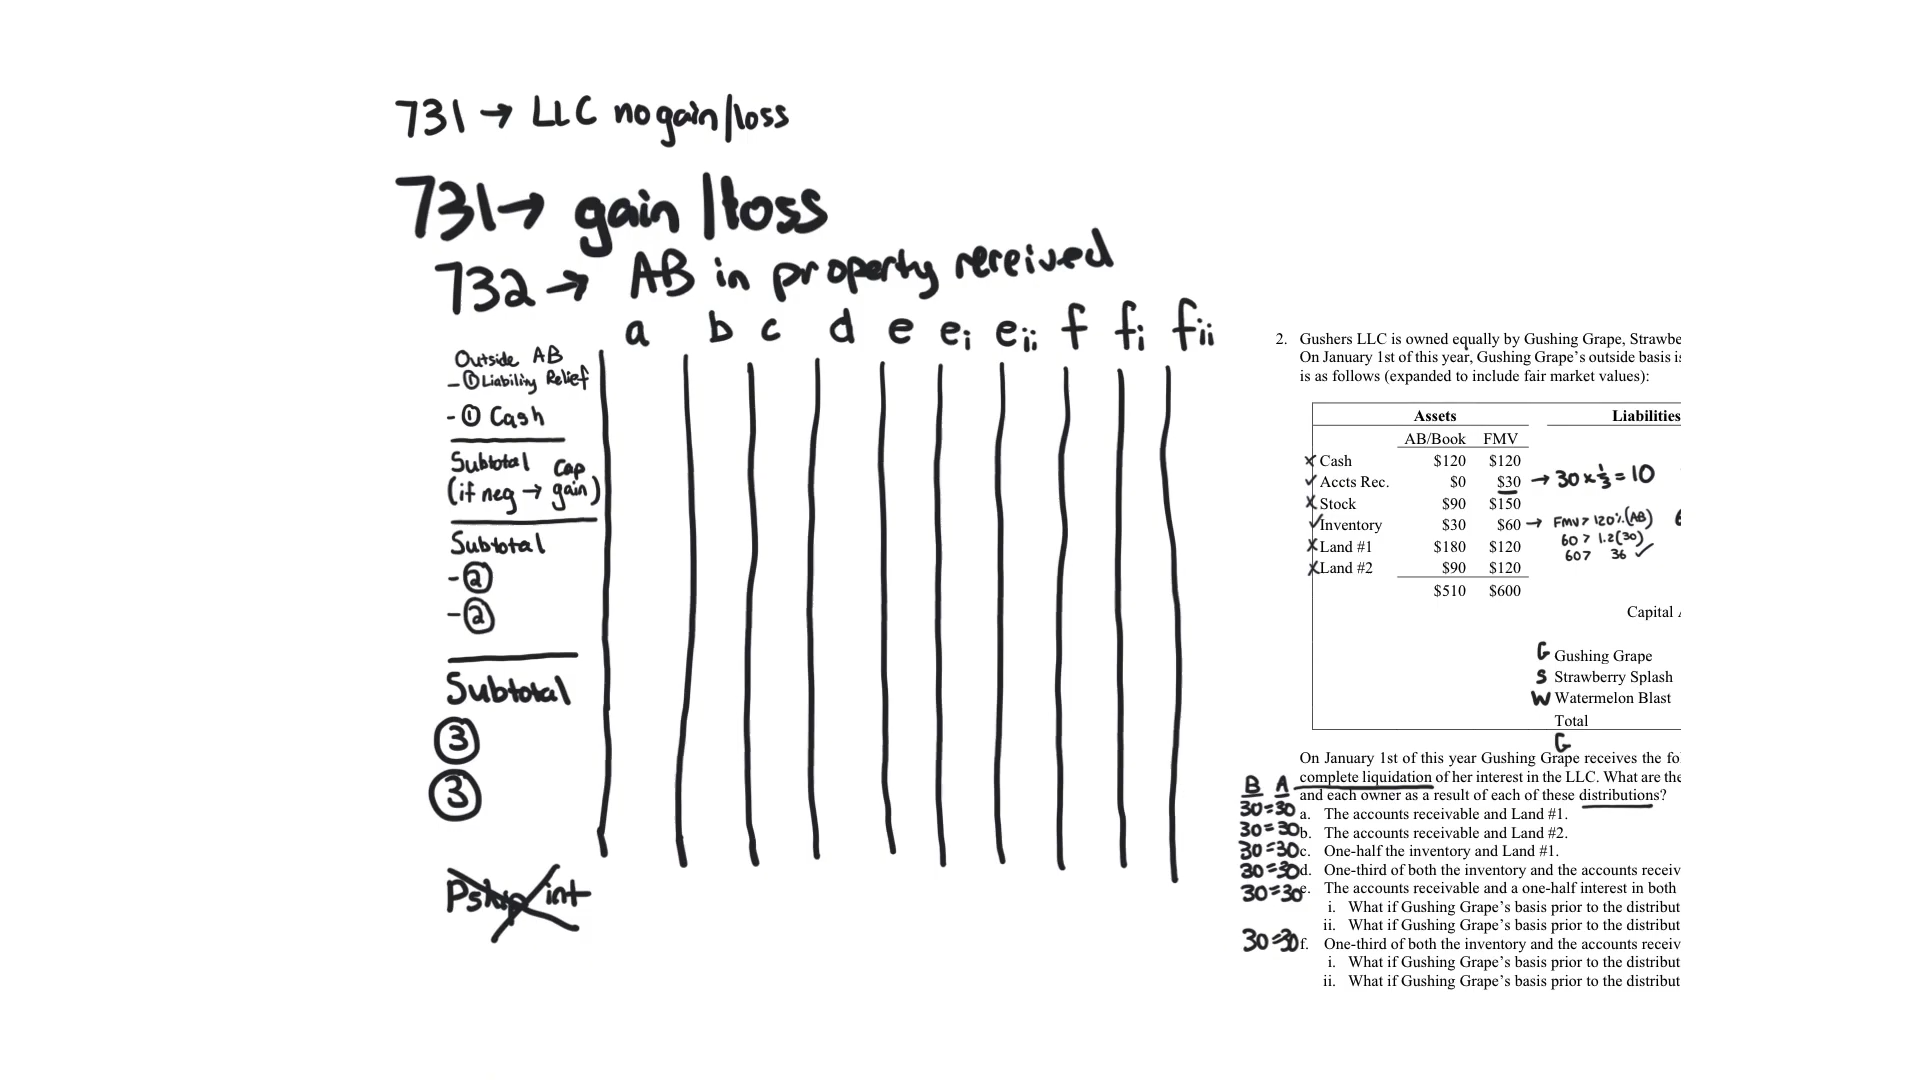 731 → LLC no gain/loss
731 → gain/loss
732 → AB in property received
a b c d e ei eii f fi fii
Outside AB
- ① Liability Relief
- ① Cash
Subtotal Cap
(if neg → gain)
Subtotal
- ②
- ②
Subtotal
③
③
Pship int
2. Gushers LLC is owned equally by Gushing Grape, Strawbe
On January 1st of this year, Gushing Grape's outside basis is
is as follows (expanded to include fair market values):
Assets Liabilities
AB/Book FMV
x Cash $120 $120
✓ Accts Rec. $0 $30 → 30 × 1/3 = 10
x Stock $90 $150
✓ Inventory $30 $60 → FMV > 120% (AB)
60 > 1.2(30)
60 > 36 ✓
x Land #1 $180 $120
x Land #2 $90 $120
$510 $600
Capital
G Gushing Grape
S Strawberry Splash
W Watermelon Blast
Total
G
On January 1st of this year Gushing Grape receives the fo
complete liquidation of her interest in the LLC. What are the
B A and each owner as a result of each of these distributions?
30=30 a. The accounts receivable and Land #1.
30=30 b. The accounts receivable and Land #2.
30=30 c. One-half the inventory and Land #1.
30=30 d. One-third of both the inventory and the accounts receiv
30=30 e. The accounts receivable and a one-half interest in both
i. What if Gushing Grape's basis prior to the distribut
ii. What if Gushing Grape's basis prior to the distribut
30=30 f. One-third of both the inventory and the accounts receiv
i. What if Gushing Grape's basis prior to the distribut
ii. What if Gushing Grape's basis prior to the distribut